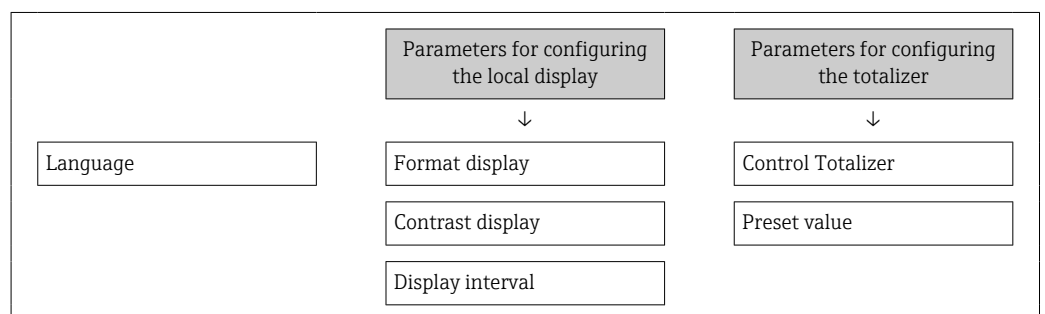 Parameters for configuring
the local display
Parameters for configuring
the totalizer
↓
↓
Language
Format display
Control Totalizer
Contrast display
Preset value
Display interval